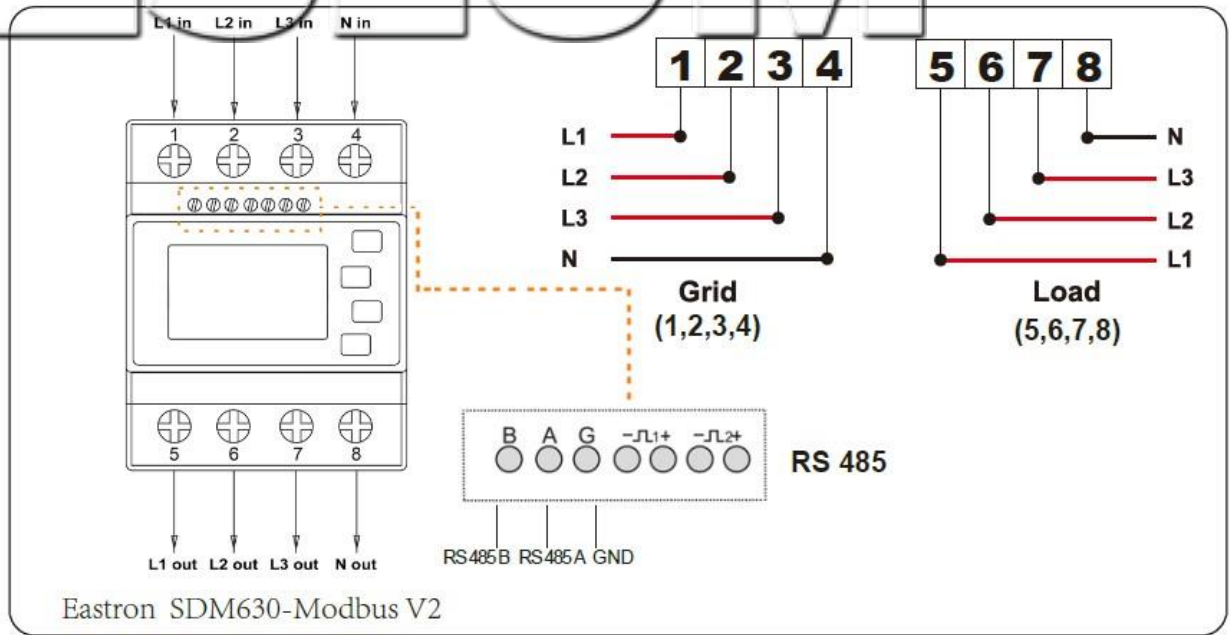 L1 in L2 in L3 in N in
1 2 3 4
5 6 7 8
L1 out L2 out L3 out N out
1 2 3 4
L1
L2
L3
N
Grid
(1,2,3,4)
5 6 7 8
N
L3
L2
L1
Load
(5,6,7,8)
B A G - 1+ - 2+
RS 485
RS485B RS485A GND
Eastron SDM630-Modbus V2